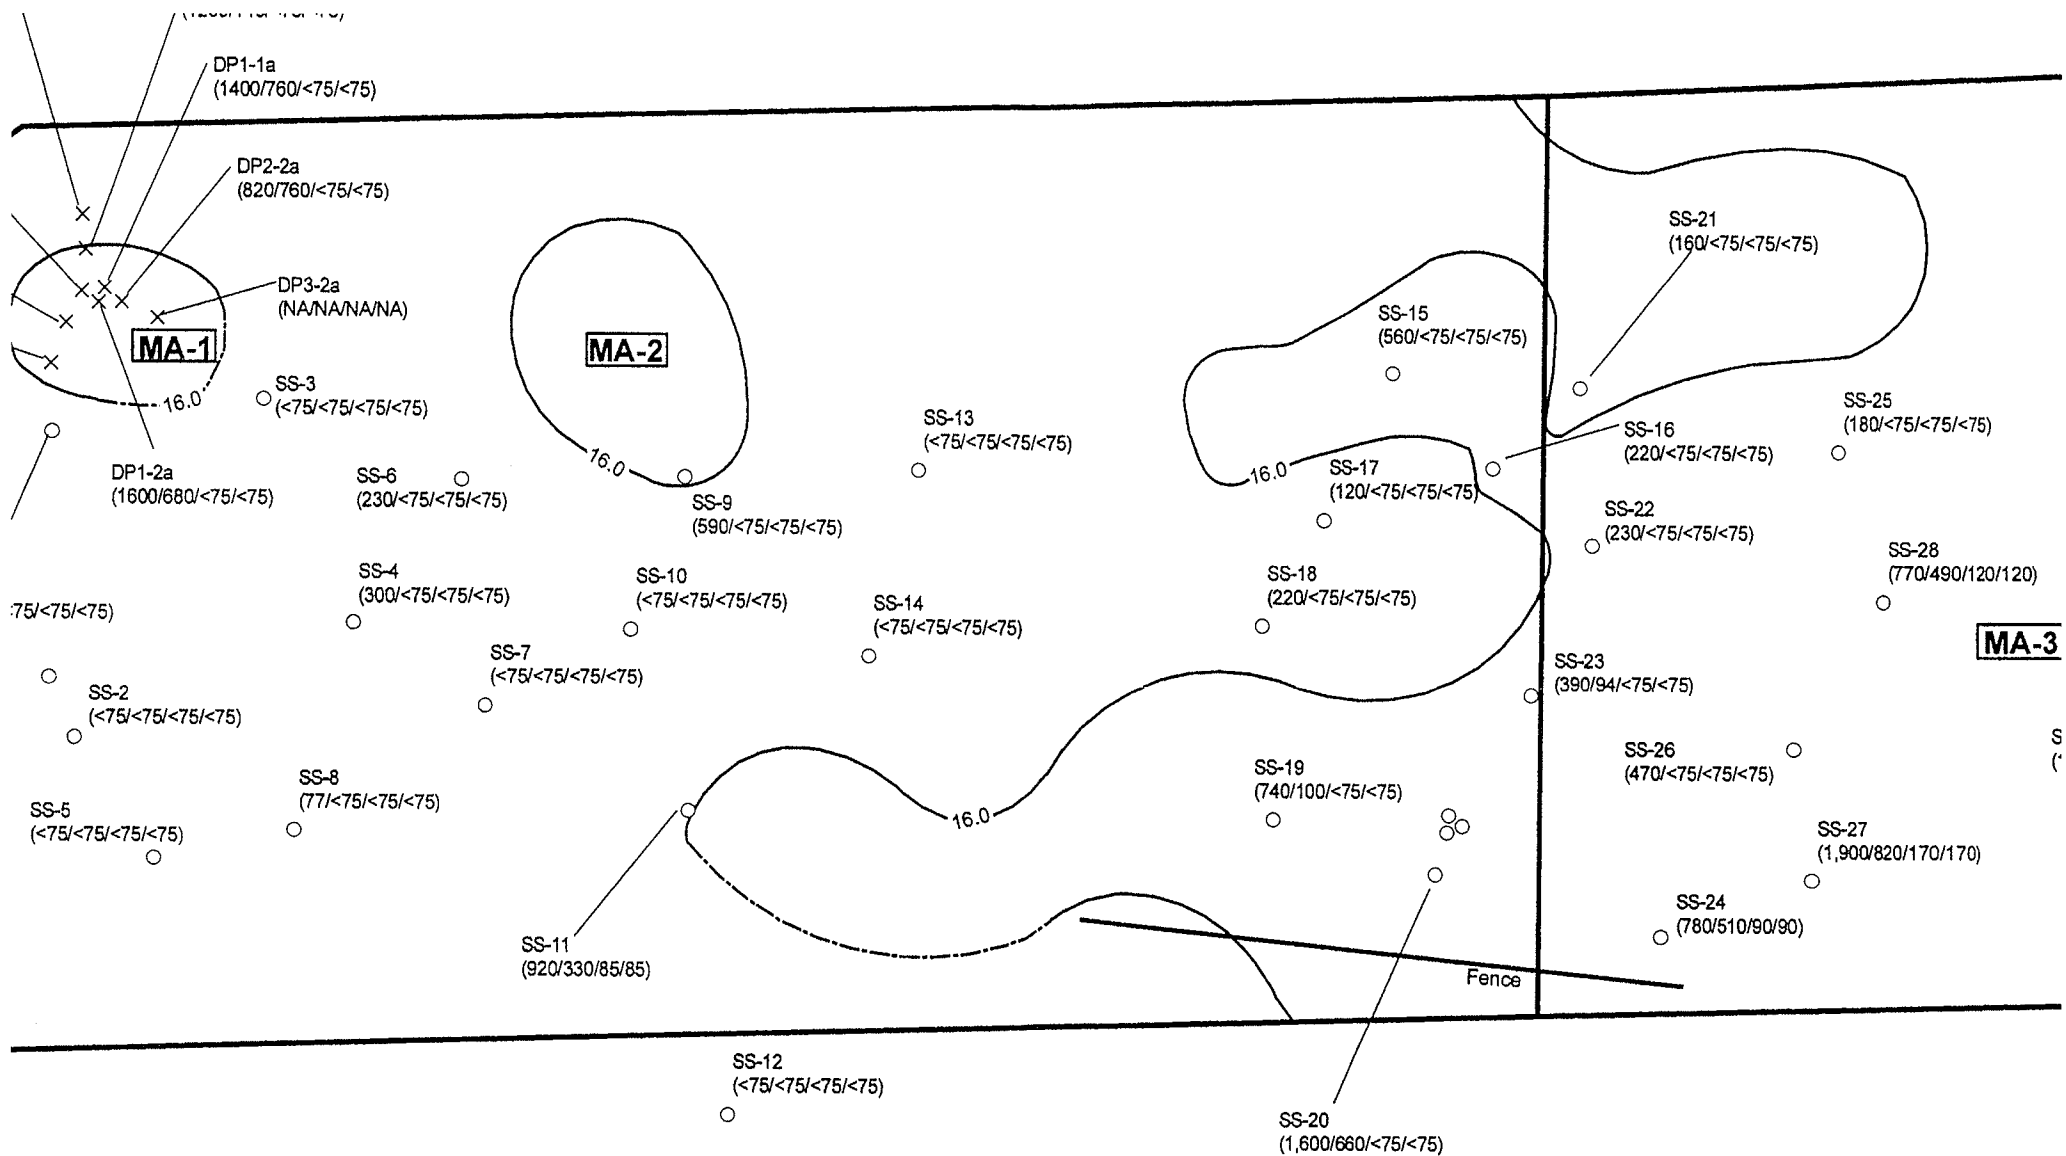 DP1-1a
(1400/760/<75/<75)
DP2-2a
(820/760/<75/<75)
SS-21
(160/<75/<75/<75)
DP3-2a
(NA/NA/NA/NA)
SS-15
(560/<75/<75/<75)
MA-1
MA-2
SS-3
(<75/<75/<75/<75)
16.0
SS-13
(<75/<75/<75/<75)
SS-25
(180/<75/<75/<75)
SS-16
(220/<75/<75/<75)
16.0
16.0
DP1-2a
(1600/680/<75/<75)
SS-6
(230/<75/<75/<75)
SS-9
(590/<75/<75/<75)
SS-17
(120/<75/<75/<75)
SS-22
(230/<75/<75/<75)
SS-28
(770/490/120/120)
SS-4
(300/<75/<75/<75)
SS-10
(<75/<75/<75/<75)
SS-14
(<75/<75/<75/<75)
SS-18
(220/<75/<75/<75)
75/<75/<75)
MA-3
SS-7
(<75/<75/<75/<75)
SS-23
(390/94/<75/<75)
SS-2
(<75/<75/<75/<75)
SS-26
(470/<75/<75/<75)
SS-8
(77/<75/<75/<75)
SS-19
(740/100/<75/<75)
SS-5
(<75/<75/<75/<75)
16.0
SS-27
(1,900/820/170/170)
SS-24
(780/510/90/90)
SS-11
(920/330/85/85)
Fence
SS-12
(<75/<75/<75/<75)
SS-20
(1,600/660/<75/<75)